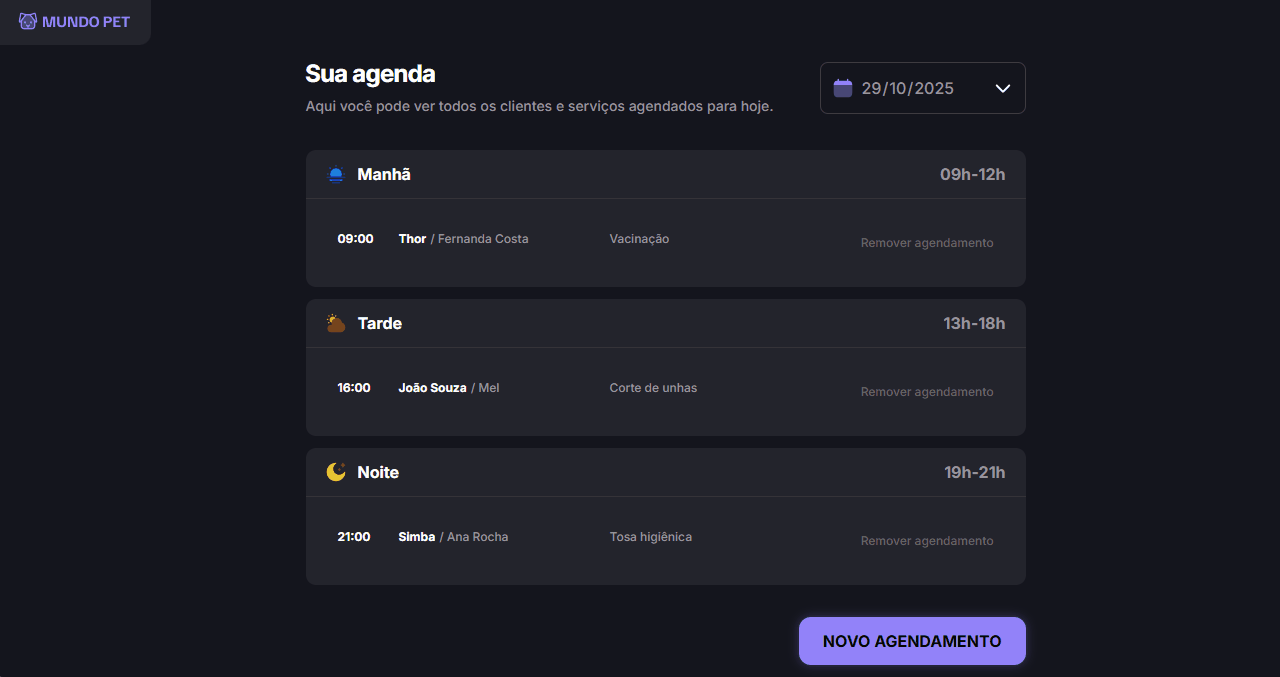 MUNDO PET
Sua agenda
Aqui você pode ver todos os clientes e serviços agendados para hoje.
29/10/2025
Manhã 09h-12h
09:00 Thor / Fernanda Costa Vacinação Remover agendamento
Tarde 13h-18h
16:00 João Souza / Mel Corte de unhas Remover agendamento
Noite 19h-21h
21:00 Simba / Ana Rocha Tosa higiênica Remover agendamento
NOVO AGENDAMENTO